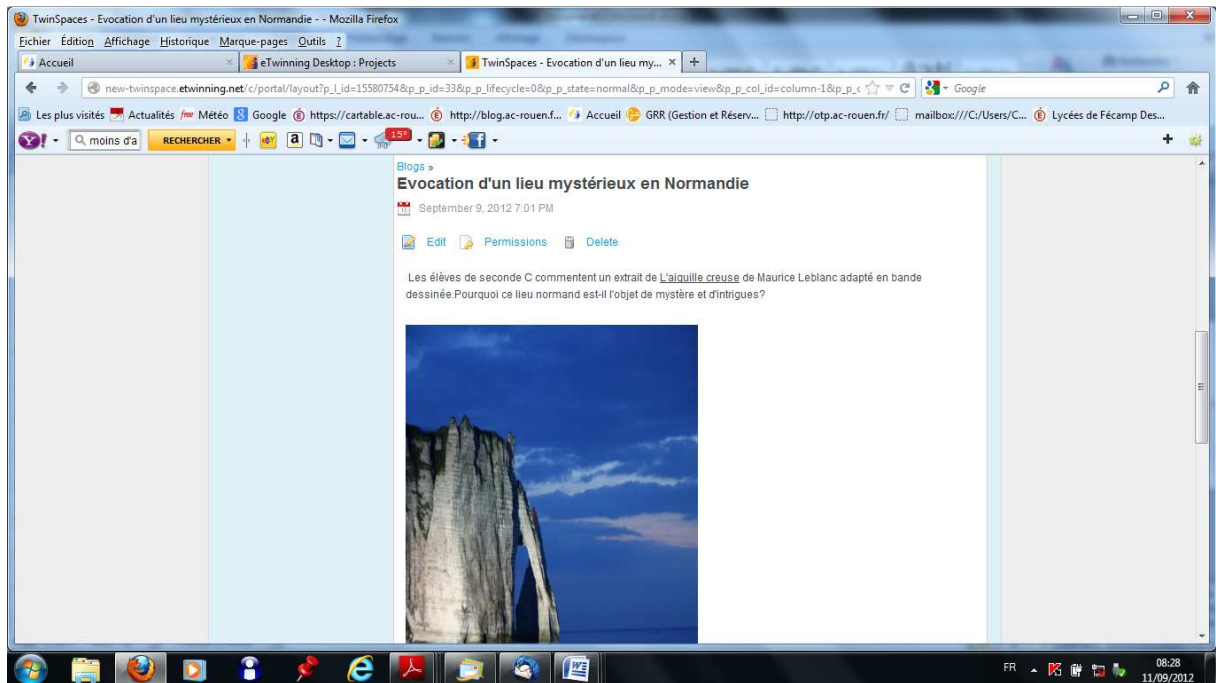 TwinSpaces - Evocation d'un lieu mystérieux en Normandie - - Mozilla Firefox
Fichier Édition Affichage Historique Marque-pages Outils ?
Accueil eTwinning Desktop : Projects TwinSpaces - Evocation d'un lieu my...
new-twinspace.etwinning.net/c/portal/layout?p_l_id=15580754&p_p_id=33&p_p_lifecycle=0&p_p_state=normal&p_p_mode=view&p_p_col_id=column-1&p_p_c Google
Les plus visités Actualités free Météo Google https://cartable.ac-rou... http://blog.ac-rouen.f... Accueil GRR (Gestion et Réserv... http://otp.ac-rouen.fr/ mailbox:///C:/Users/C... Lycées de Fécamp Des...
Y! moins d'a RECHERCHER ebY a 15°
Blogs »
Evocation d'un lieu mystérieux en Normandie
September 9, 2012 7:01 PM
Edit Permissions Delete
Les élèves de seconde C commentent un extrait de L'aiguille creuse de Maurice Leblanc adapté en bande
dessinée.Pourquoi ce lieu normand est-il l'objet de mystère et d'intrigues?
FR 08:28
11/09/2012